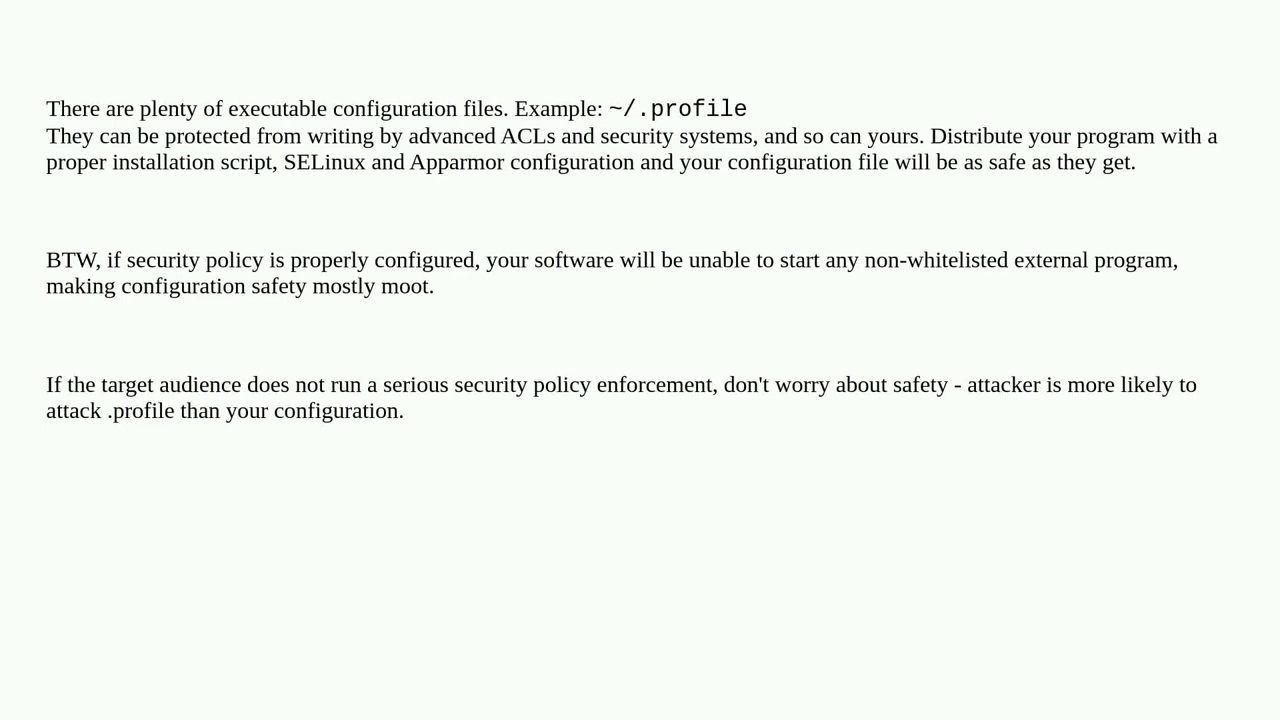 There are plenty of executable configuration files. Example: ~/.profile
They can be protected from writing by advanced ACLs and security systems, and so can yours. Distribute your program with a
proper installation script, SELinux and Apparmor configuration and your configuration file will be as safe as they get.
BTW, if security policy is properly configured, your software will be unable to start any non-whitelisted external program,
making configuration safety mostly moot.
If the target audience does not run a serious security policy enforcement, don't worry about safety - attacker is more likely to
attack .profile than your configuration.